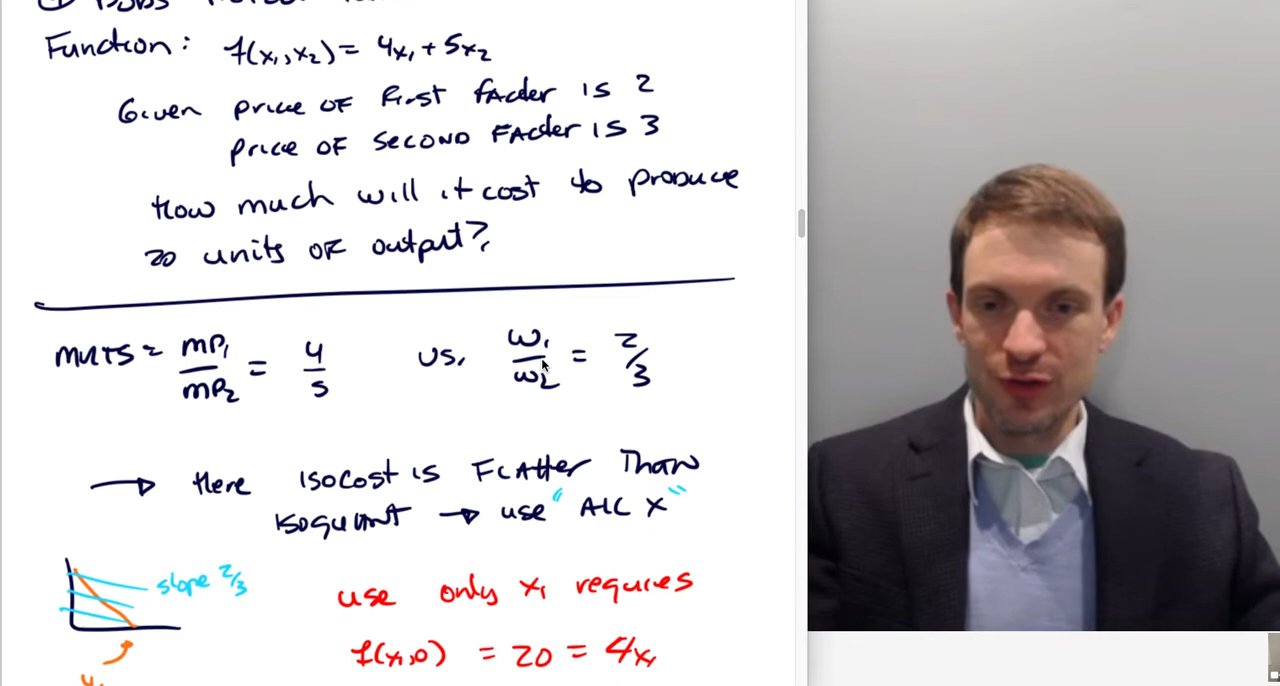 Function: f(x₁,x₂) = 4x₁ + 5x₂
Given price of first factor is 2
price of second factor is 3
How much will it cost to produce
20 units of output?
MRTS = MP₁/MP₂ = 4/5 vs. w₁/w₂ = 2/3
→ Here isocost is flatter than
isoquant → use "All X"
slope 2/3
use only x₁ requires
f(x₁,0) = 20 = 4x₁